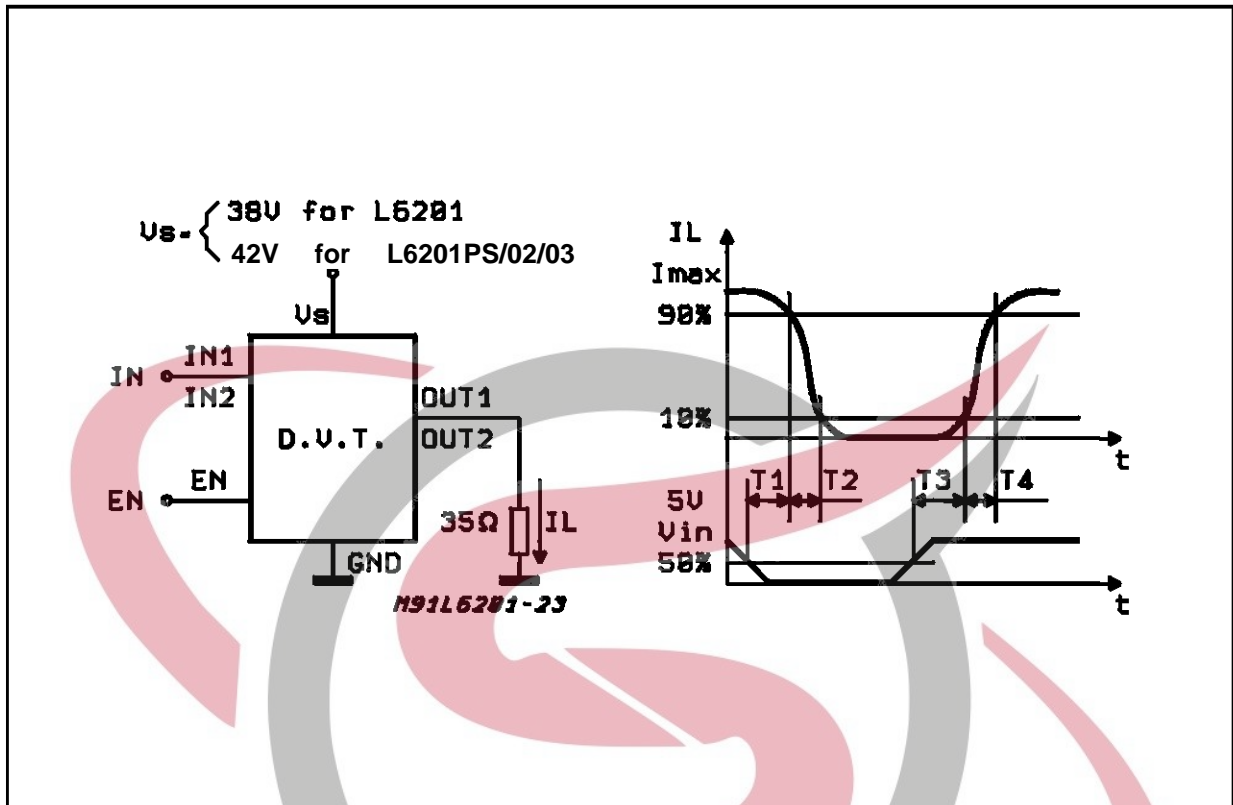 Vs= 38V for L6201
42V for L6201PS/02/03
Vs
IN
IN1
IN2
D.V.T.
OUT1
OUT2
EN
EN
35Ω
IL
GND
M91L6201-23
IL
Imax
90%
10%
t
T1
T2
T3
T4
5V
Vin
50%
t